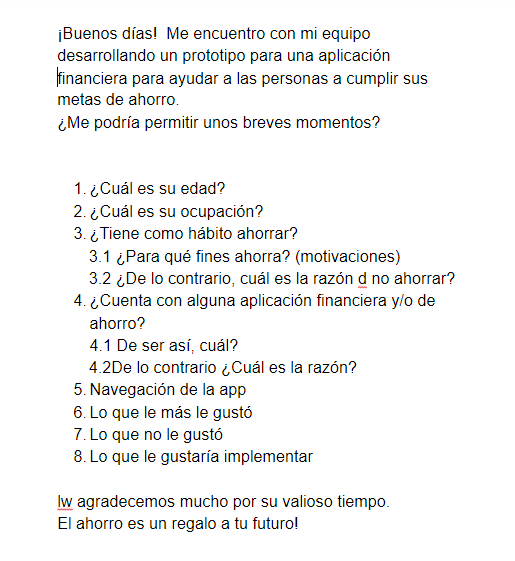 ¡Buenos días!  Me encuentro con mi equipo
desarrollando un prototipo para una aplicación
financiera para ayudar a las personas a cumplir sus
metas de ahorro.
¿Me podría permitir unos breves momentos?
1. ¿Cuál es su edad?
2. ¿Cuál es su ocupación?
3. ¿Tiene como hábito ahorrar?
3.1 ¿Para qué fines ahorra? (motivaciones)
3.2 ¿De lo contrario, cuál es la razón d no ahorrar?
4. ¿Cuenta con alguna aplicación financiera y/o de
ahorro?
4.1 De ser así, cuál?
4.2De lo contrario ¿Cuál es la razón?
5. Navegación de la app
6. Lo que le más le gustó
7. Lo que no le gustó
8. Lo que le gustaría implementar
lw agradecemos mucho por su valioso tiempo.
El ahorro es un regalo a tu futuro!